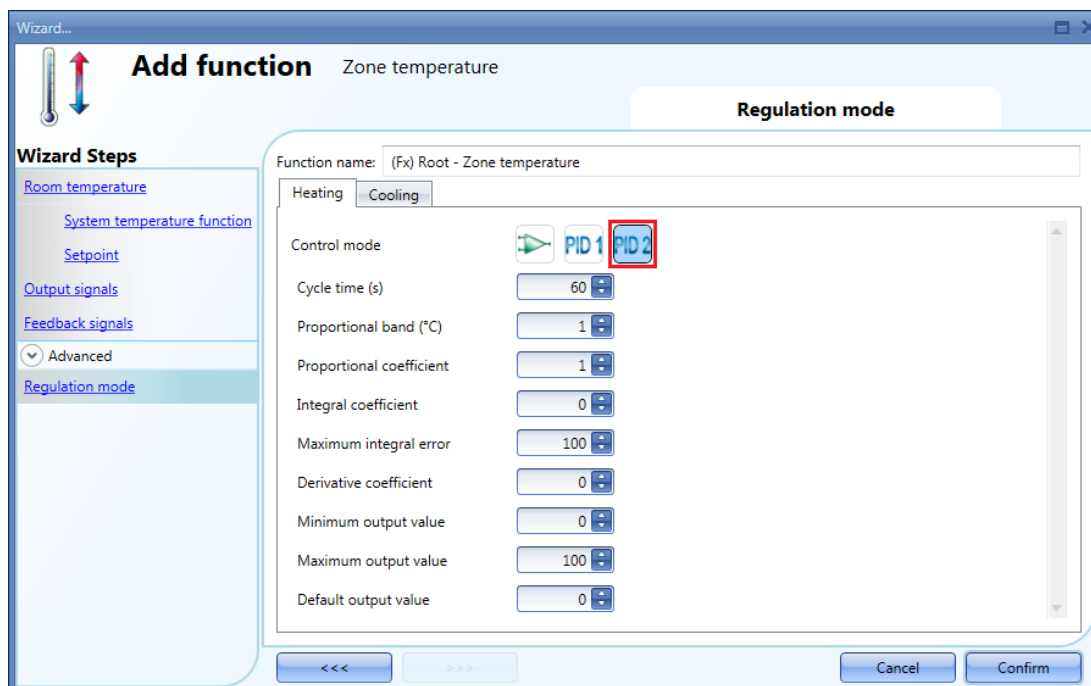 Wizard...
Add function Zone temperature
Regulation mode
Wizard Steps
Room temperature
System temperature function
Setpoint
Output signals
Feedback signals
Advanced
Regulation mode
Function name: (Fx) Root - Zone temperature
Heating Cooling
Control mode PID 1 PID 2
Cycle time (s) 60
Proportional band (°C) 1
Proportional coefficient 1
Integral coefficient 0
Maximum integral error 100
Derivative coefficient 0
Minimum output value 0
Maximum output value 100
Default output value 0
<<< >>> Cancel Confirm